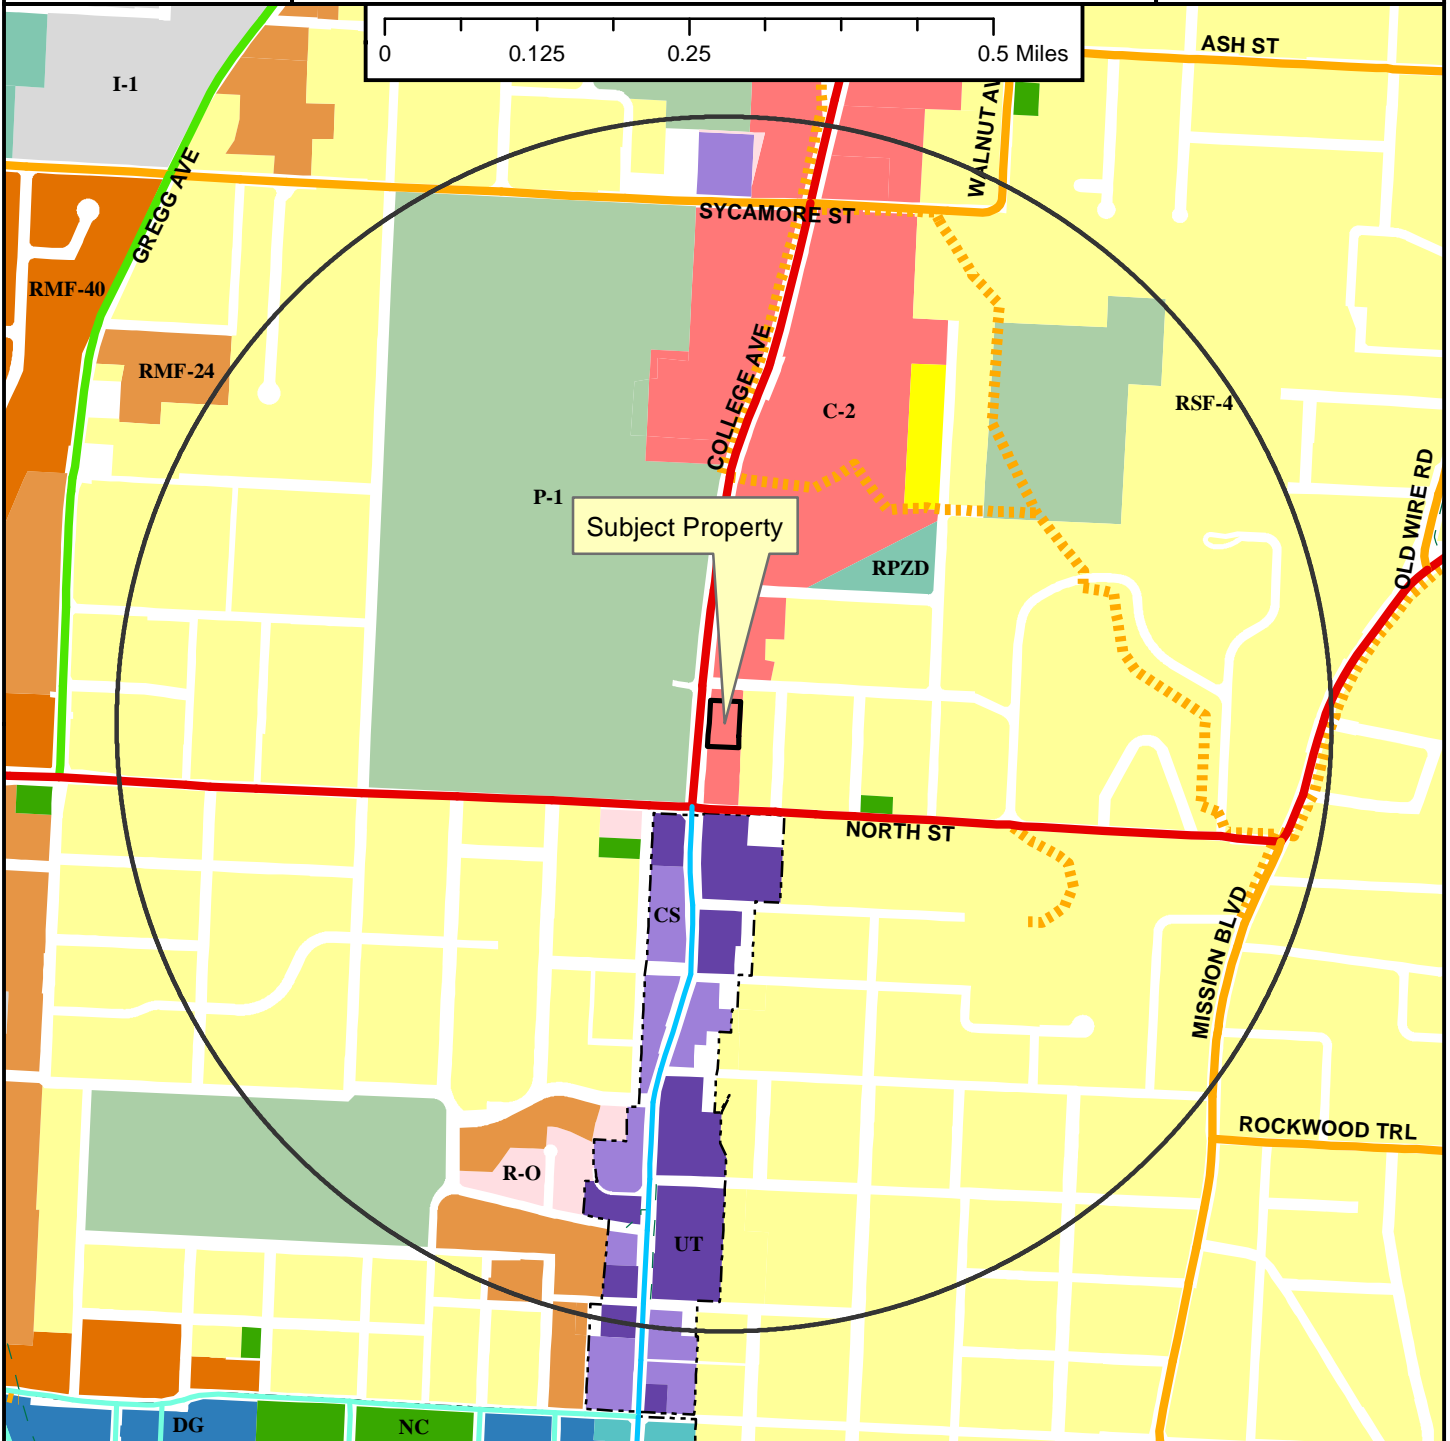 0 0.125 0.25 0.5 Miles
ASH ST
I-1
WALNUT AV
GREGG AVE
SYCAMORE ST
RMF-40
RMF-24
COLLEGE AVE
C-2
RSF-4
P-1
OLD WIRE RD
Subject Property
RPZD
NORTH ST
CS
MISSION BLVD
ROCKWOOD TRL
R-O
UT
DG
NC